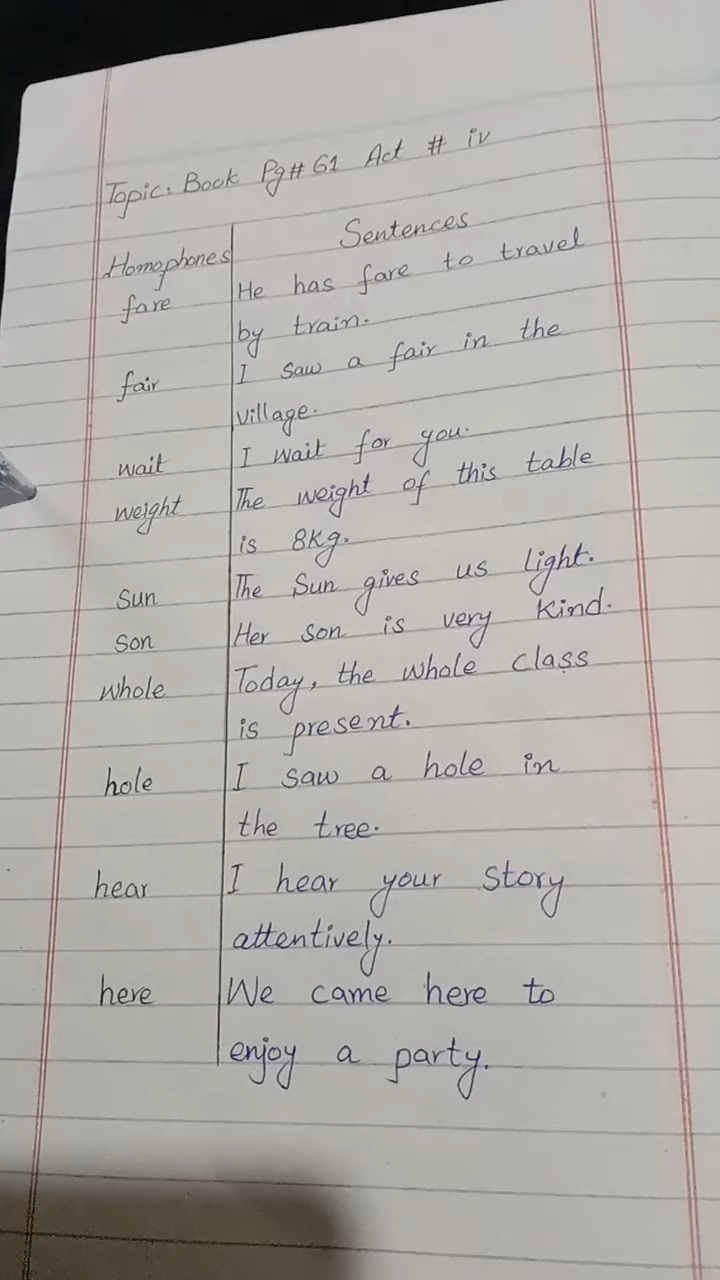 Topic: Book Pg# 61 Act # iv
Homophones Sentences
fare He has fare to travel
by train.
fair I saw a fair in the
village.
wait I wait for you.
weight The weight of this table
is 8Kg.
Sun The Sun gives us light.
son Her son is very kind.
whole Today, the whole class
is present.
hole I saw a hole in
the tree.
hear I hear your story
attentively.
here We came here to
enjoy a party.